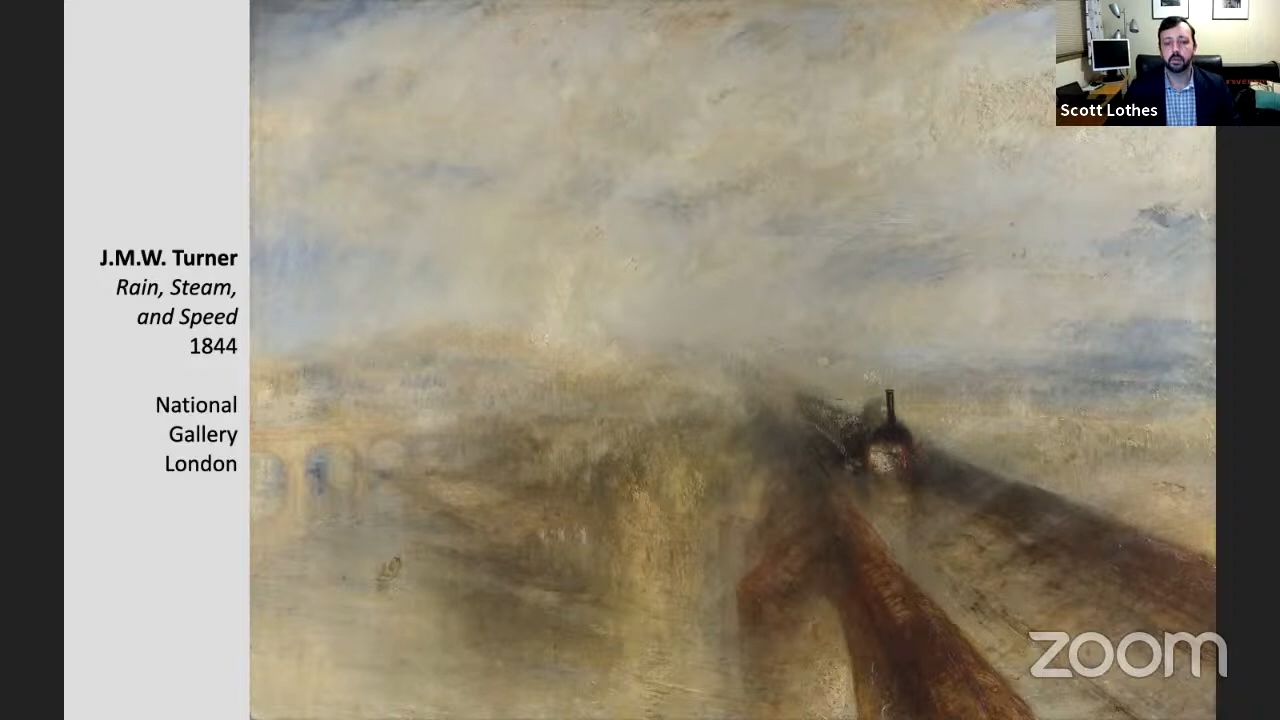 J.M.W. Turner
Rain, Steam,
and Speed
1844
National
Gallery
London
Scott Lothes
zoom